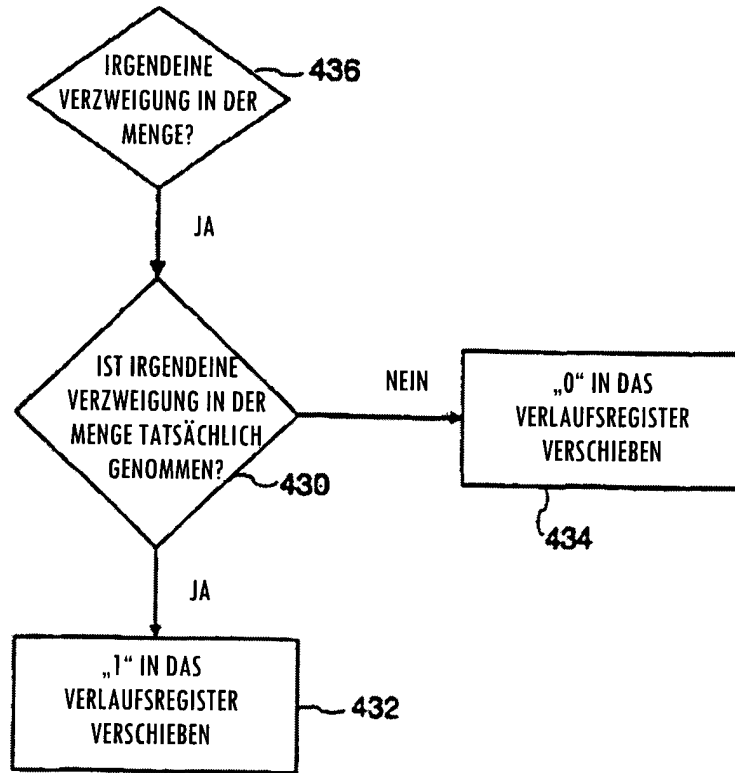 IRGENDEINE
VERZWEIGUNG IN DER
MENGE?
436
JA
IST IRGENDEINE
VERZWEIGUNG IN DER
MENGE TATSÄCHLICH
GENOMMEN?
430
NEIN
„0“ IN DAS
VERLAUFSREGISTER
VERSCHIEBEN
434
JA
„1“ IN DAS
VERLAUFSREGISTER
VERSCHIEBEN
432